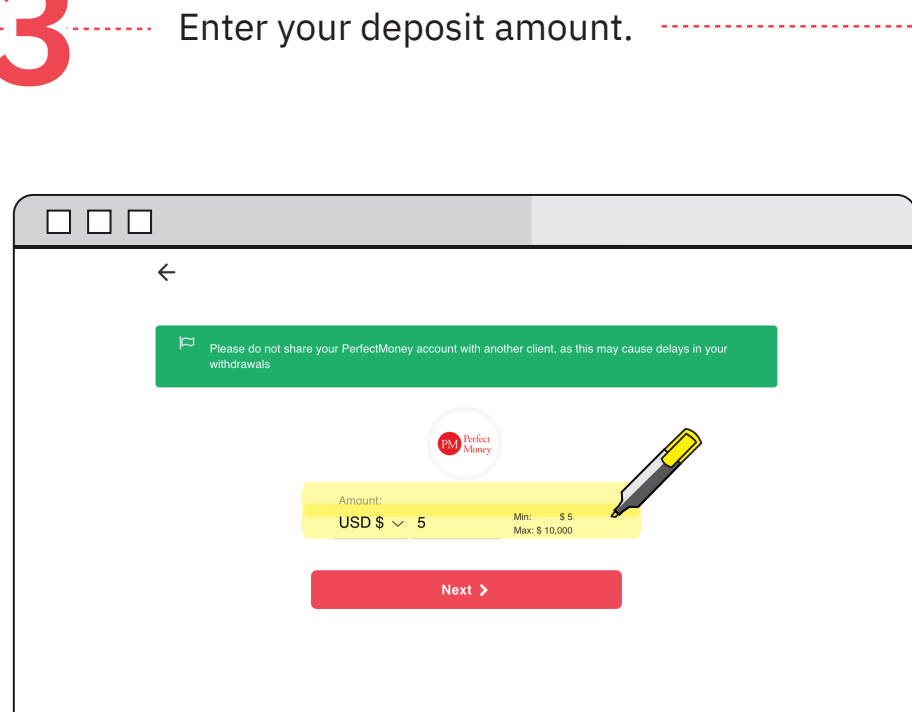 3
Enter your deposit amount.
Please do not share your PerfectMoney account with another client, as this may cause delays in your
withdrawals
PM Perfect
Money
Amount:
USD $ 5
Min: $ 5
Max: $ 10,000
Next